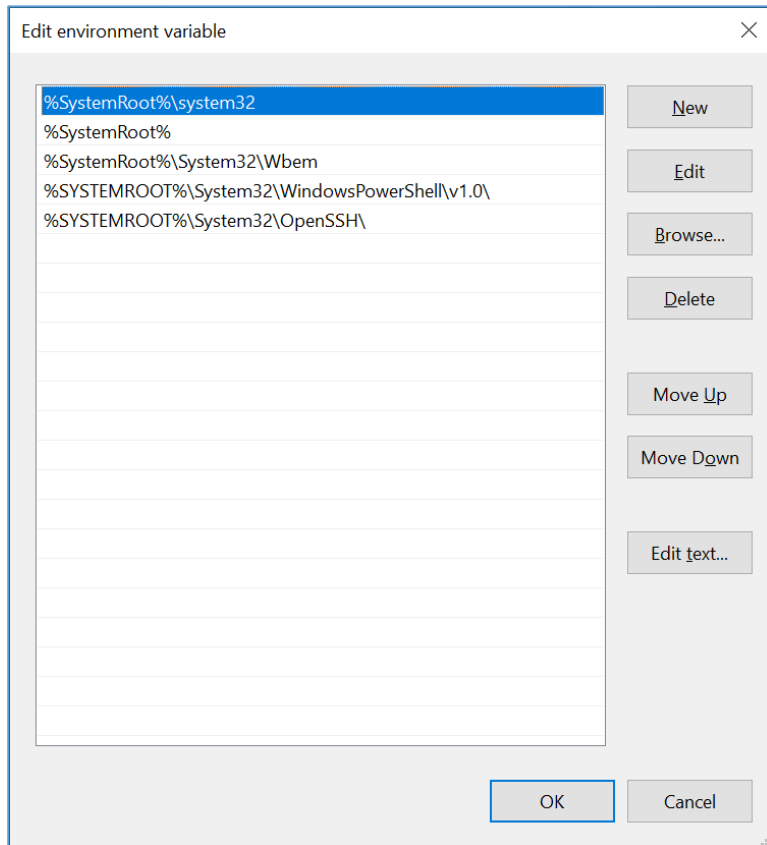 Edit environment variable
%SystemRoot%\system32
%SystemRoot%
%SystemRoot%\System32\Wbem
%SYSTEMROOT%\System32\WindowsPowerShell\v1.0\
%SYSTEMROOT%\System32\OpenSSH\
New
Edit
Browse...
Delete
Move Up
Move Down
Edit text...
OK
Cancel